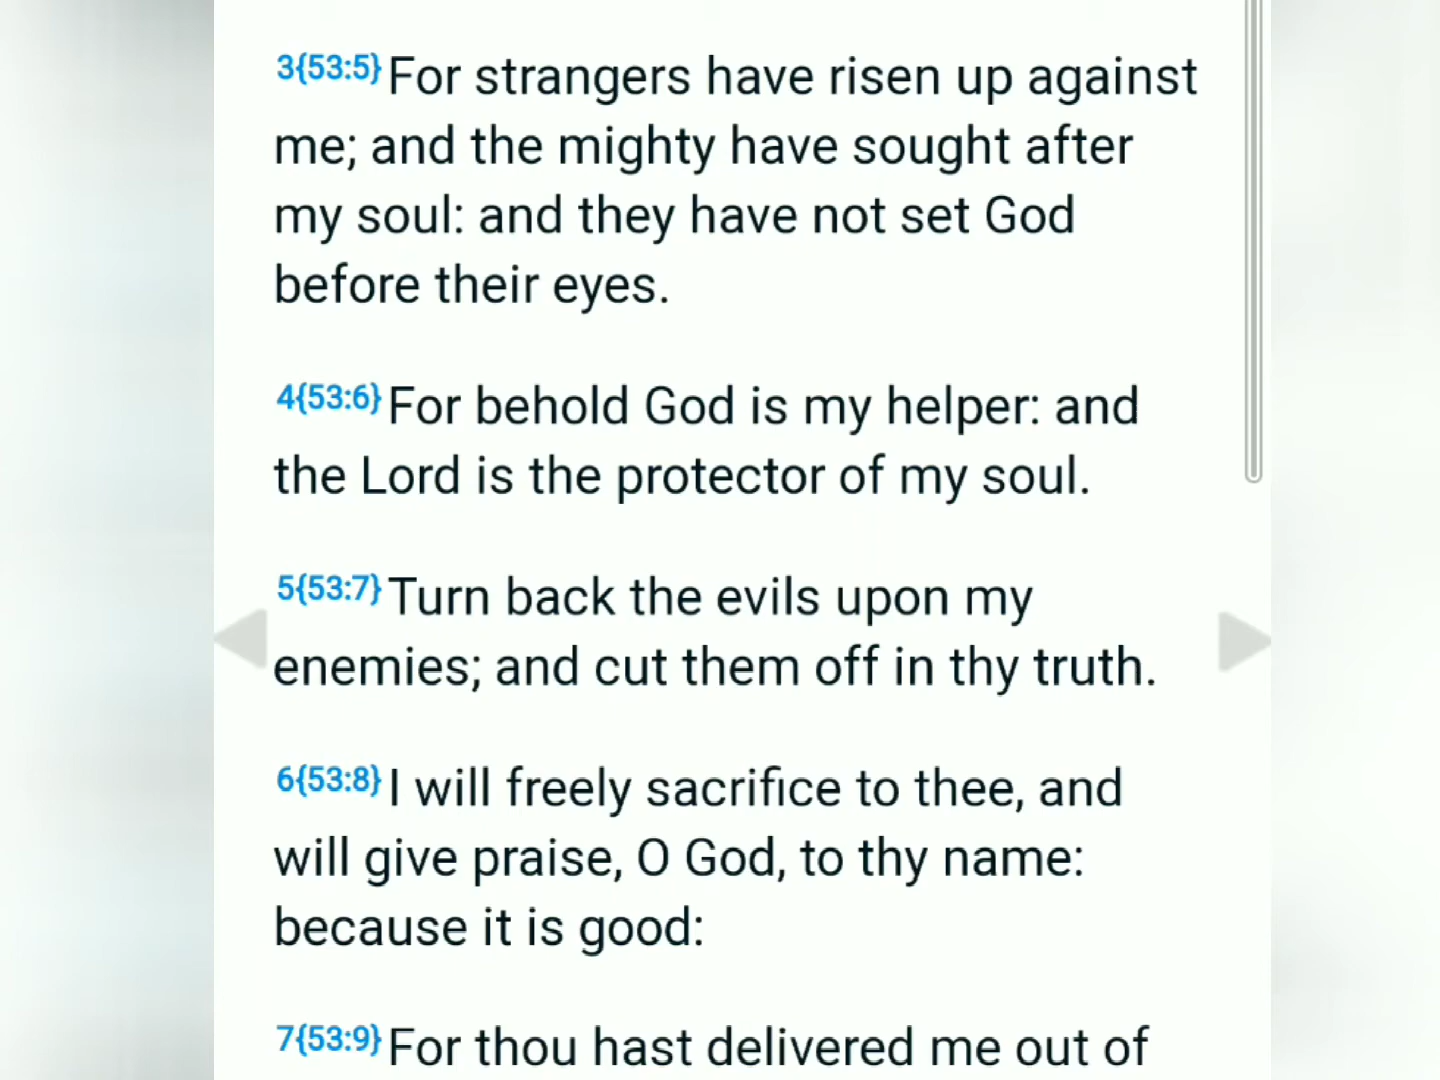 3{53:5} For strangers have risen up against
me; and the mighty have sought after
my soul: and they have not set God
before their eyes.
4{53:6} For behold God is my helper: and
the Lord is the protector of my soul.
5{53:7} Turn back the evils upon my
enemies; and cut them off in thy truth.
6{53:8} I will freely sacrifice to thee, and
will give praise, O God, to thy name:
because it is good:
7{53:9} For thou hast delivered me out of